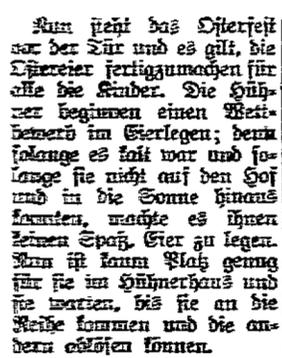 Nun steht das Osterfest
vor der Tür und es gilt, die
Ostereier fertigzumachen für
alle die Kinder. Die Hüh-
ner beginnen einen Wett-
bewerb im Eierlegen; denn
solange es kalt war und so-
lange sie nicht auf den Hof
und in die Sonne hinaus
konnten, machte es ihnen
keinen Spaß, Eier zu legen.
Nun ist kaum Platz genug
für sie im Hühnerhaus und
sie warten, bis sie an die
Reihe kommen und die an-
dern ablösen können.